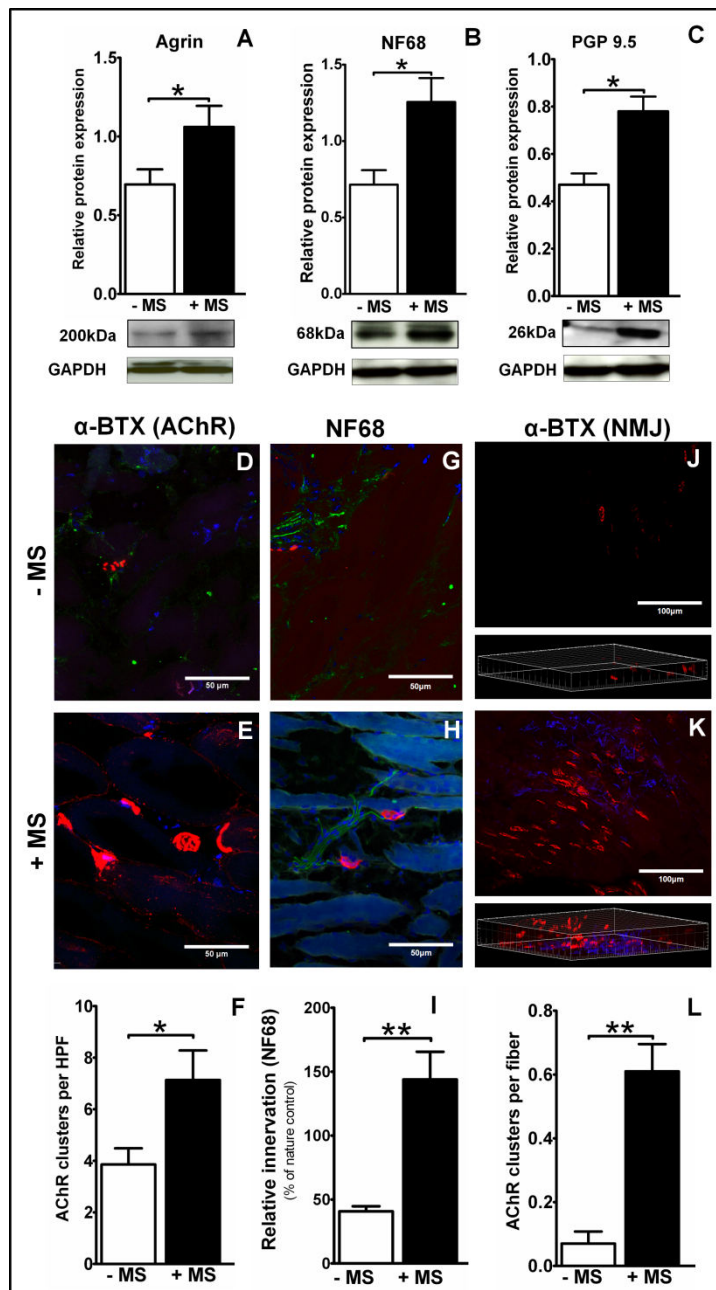 Agrin A
Relative protein expression
1.5
1.0
0.5
0.0
*
- MS + MS
200kDa
GAPDH
NF68 B
Relative protein expression
1.5
1.0
0.5
0.0
*
- MS + MS
68kDa
GAPDH
PGP 9.5 C
Relative protein expression
1.0
0.8
0.6
0.4
0.2
0.0
*
- MS + MS
26kDa
GAPDH
α-BTX (AChR) NF68 α-BTX (NMJ)
- MS
D
50 µm
G
50 µm
J
100µm
+ MS
E
50 µm
H
50µm
K
100µm
F
AChR clusters per HPF
10
8
6
4
2
0
*
- MS + MS
I
Relative innervation (NF68)
(% of nature control)
200
150
100
50
0
**
- MS + MS
L
AChR clusters per fiber
0.8
0.6
0.4
0.2
0.0
**
- MS + MS